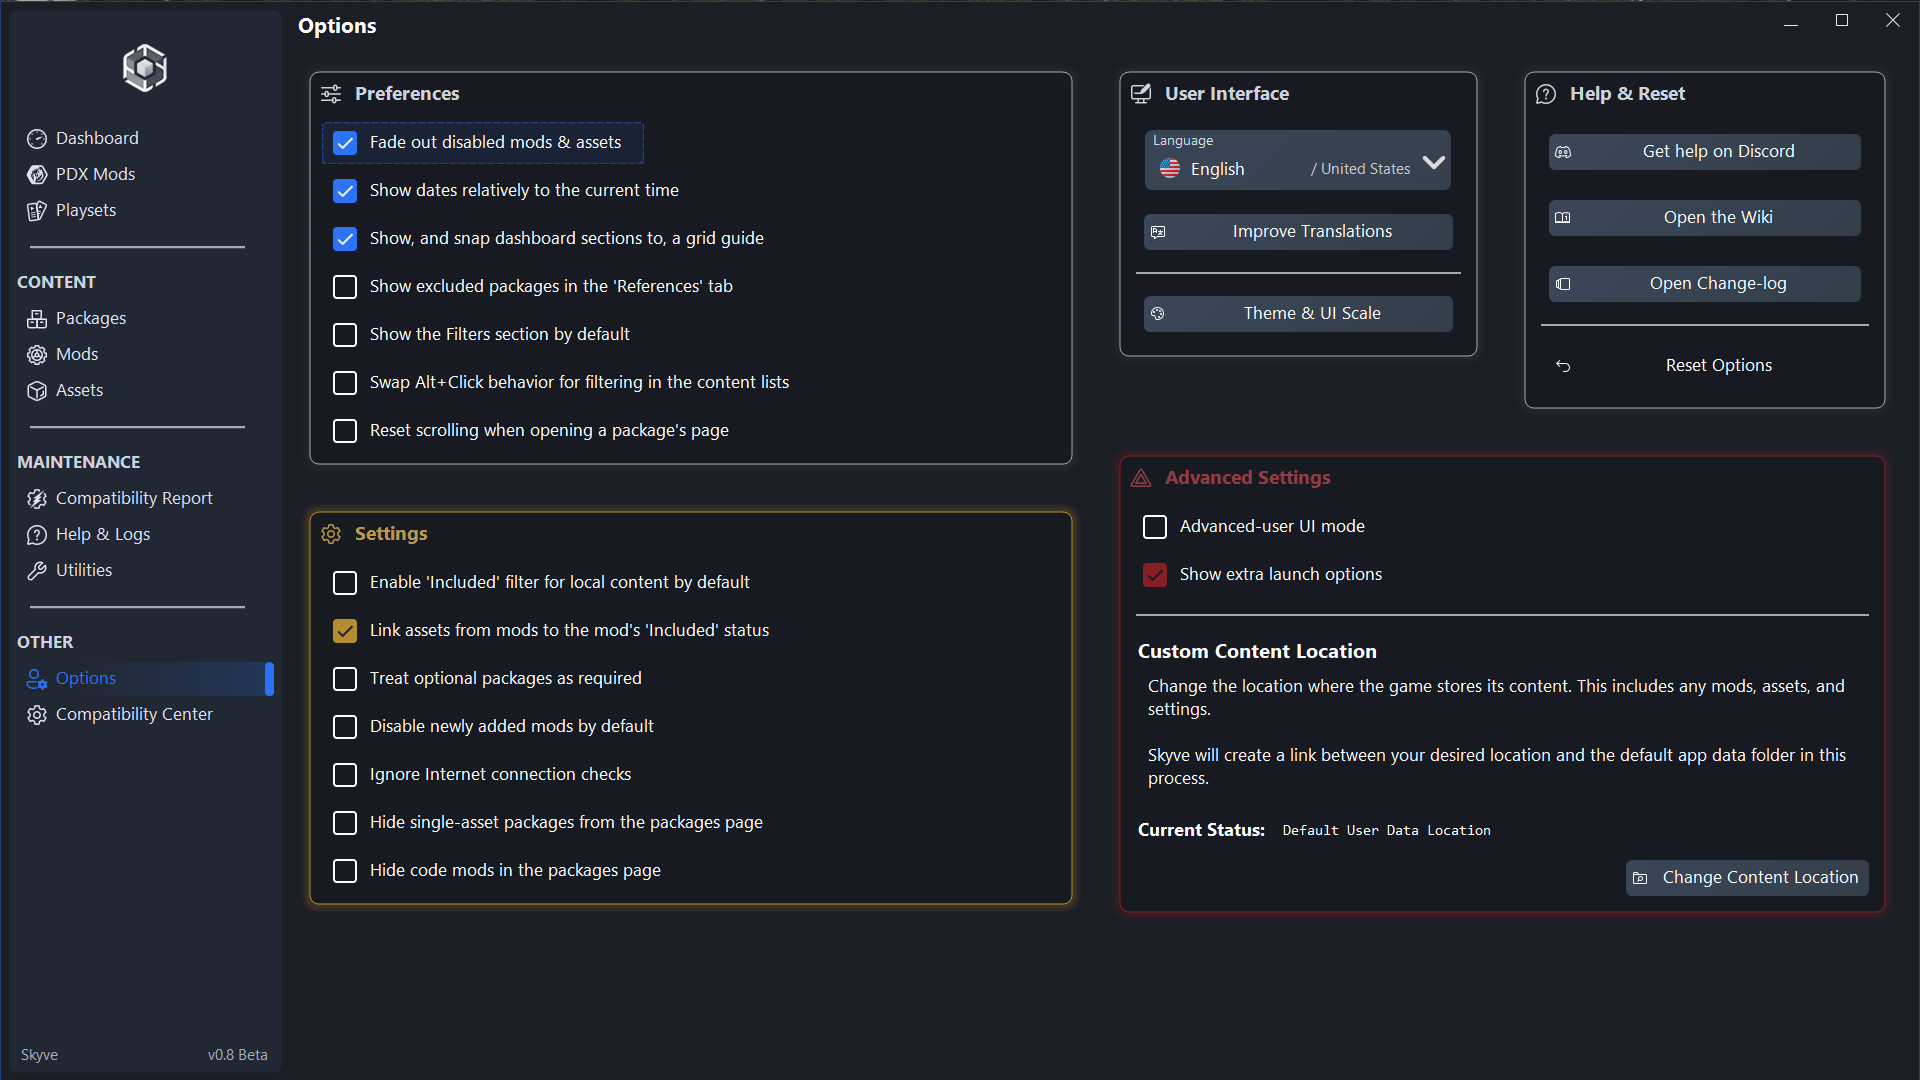 Options
Dashboard
PDX Mods
Playsets
CONTENT
Packages
Mods
Assets
MAINTENANCE
Compatibility Report
Help & Logs
Utilities
OTHER
Options
Compatibility Center
Skyve
v0.8 Beta
Preferences
Fade out disabled mods & assets
Show dates relatively to the current time
Show, and snap dashboard sections to, a grid guide
Show excluded packages in the 'References' tab
Show the Filters section by default
Swap Alt+Click behavior for filtering in the content lists
Reset scrolling when opening a package's page
Settings
Enable 'Included' filter for local content by default
Link assets from mods to the mod's 'Included' status
Treat optional packages as required
Disable newly added mods by default
Ignore Internet connection checks
Hide single-asset packages from the packages page
Hide code mods in the packages page
User Interface
Language
English / United States
Improve Translations
Theme & UI Scale
Help & Reset
Get help on Discord
Open the Wiki
Open Change-log
Reset Options
Advanced Settings
Advanced-user UI mode
Show extra launch options
Custom Content Location
Change the location where the game stores its content. This includes any mods, assets, and
settings.
Skyve will create a link between your desired location and the default app data folder in this
process.
Current Status: Default User Data Location
Change Content Location